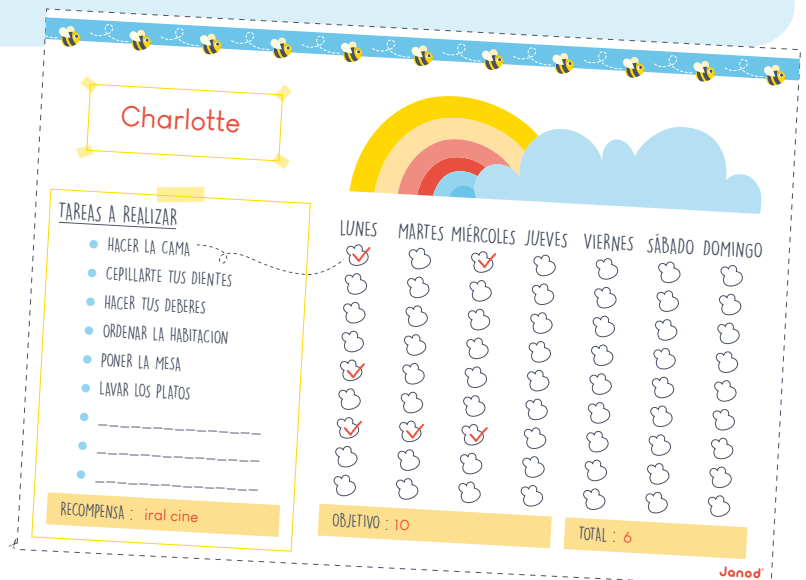 Charlotte
TAREAS A REALIZAR
HACER LA CAMA
CEPILLARTE TUS DIENTES
HACER TUS DEBERES
ORDENAR LA HABITACION
PONER LA MESA
LAVAR LOS PLATOS
RECOMPENSA : iral cine
LUNES MARTES MIÉRCOLES JUEVES VIERNES SÁBADO DOMINGO
OBJETIVO : 10
TOTAL : 6
Janod